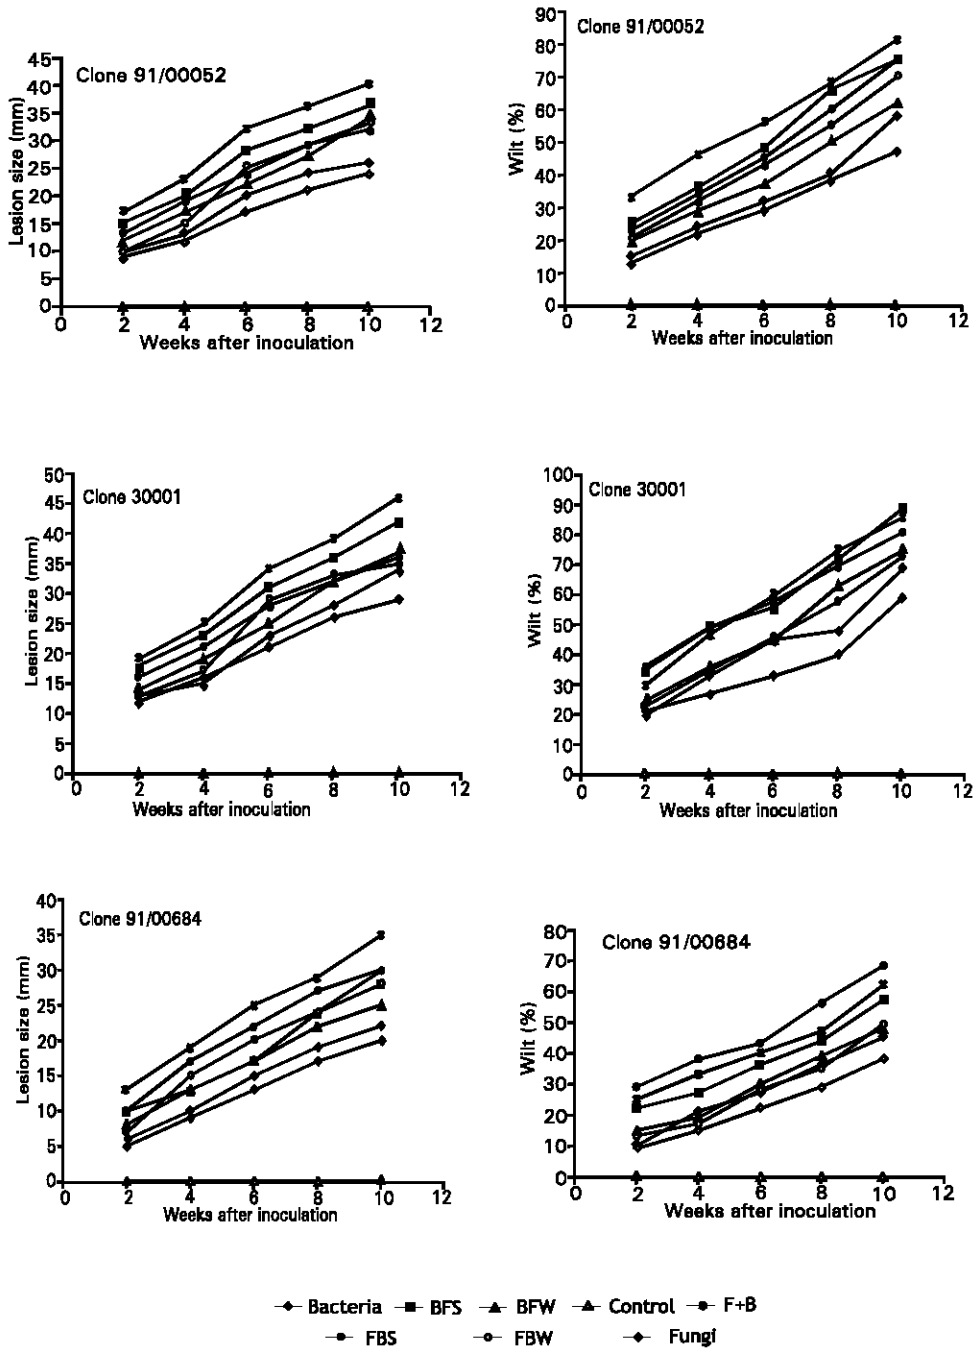 Clone 91/00052
Lesion size (mm)
45
40
35
30
25
20
15
10
5
0
0 2 4 6 8 10 12
Weeks after inoculation
Clone 91/00052
Wilt (%)
90
80
70
60
50
40
30
20
10
0
0 2 4 6 8 10 12
Weeks after inoculation
Clone 30001
Lesion size (mm)
50
45
40
35
30
25
20
15
10
5
0
0 2 4 6 8 10 12
Weeks after inoculation
Clone 30001
Wilt (%)
100
90
80
70
60
50
40
30
20
10
0
0 2 4 6 8 10 12
Weeks after inoculation
Clone 91/00684
Lesion size (mm)
40
35
30
25
20
15
10
5
0
0 2 4 6 8 10 12
Weeks after inoculation
Clone 91/00684
Wilt (%)
80
70
60
50
40
30
20
10
0
0 2 4 6 8 10 12
Weeks after inoculation
Bacteria BFS BFW Control F+B
FBS FBW Fungi